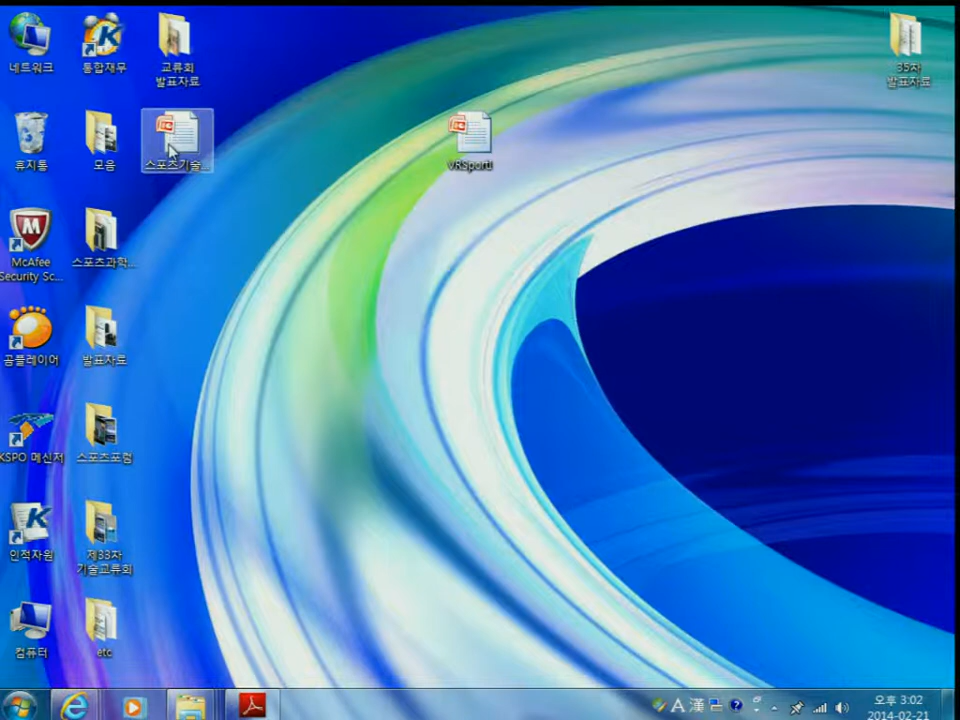 네트워크
통합재무
교류회
발표자료
35차
발표자료
휴지통
모음
스포츠기술...
VRSports
McAfee
Security Sc...
스포츠과학...
곰플레이어
발표자료
KSPO 메신저
스포츠포럼
인적자원
제33차
기술교류회
컴퓨터
etc
A 漢
오후 3:02
2014-02-21